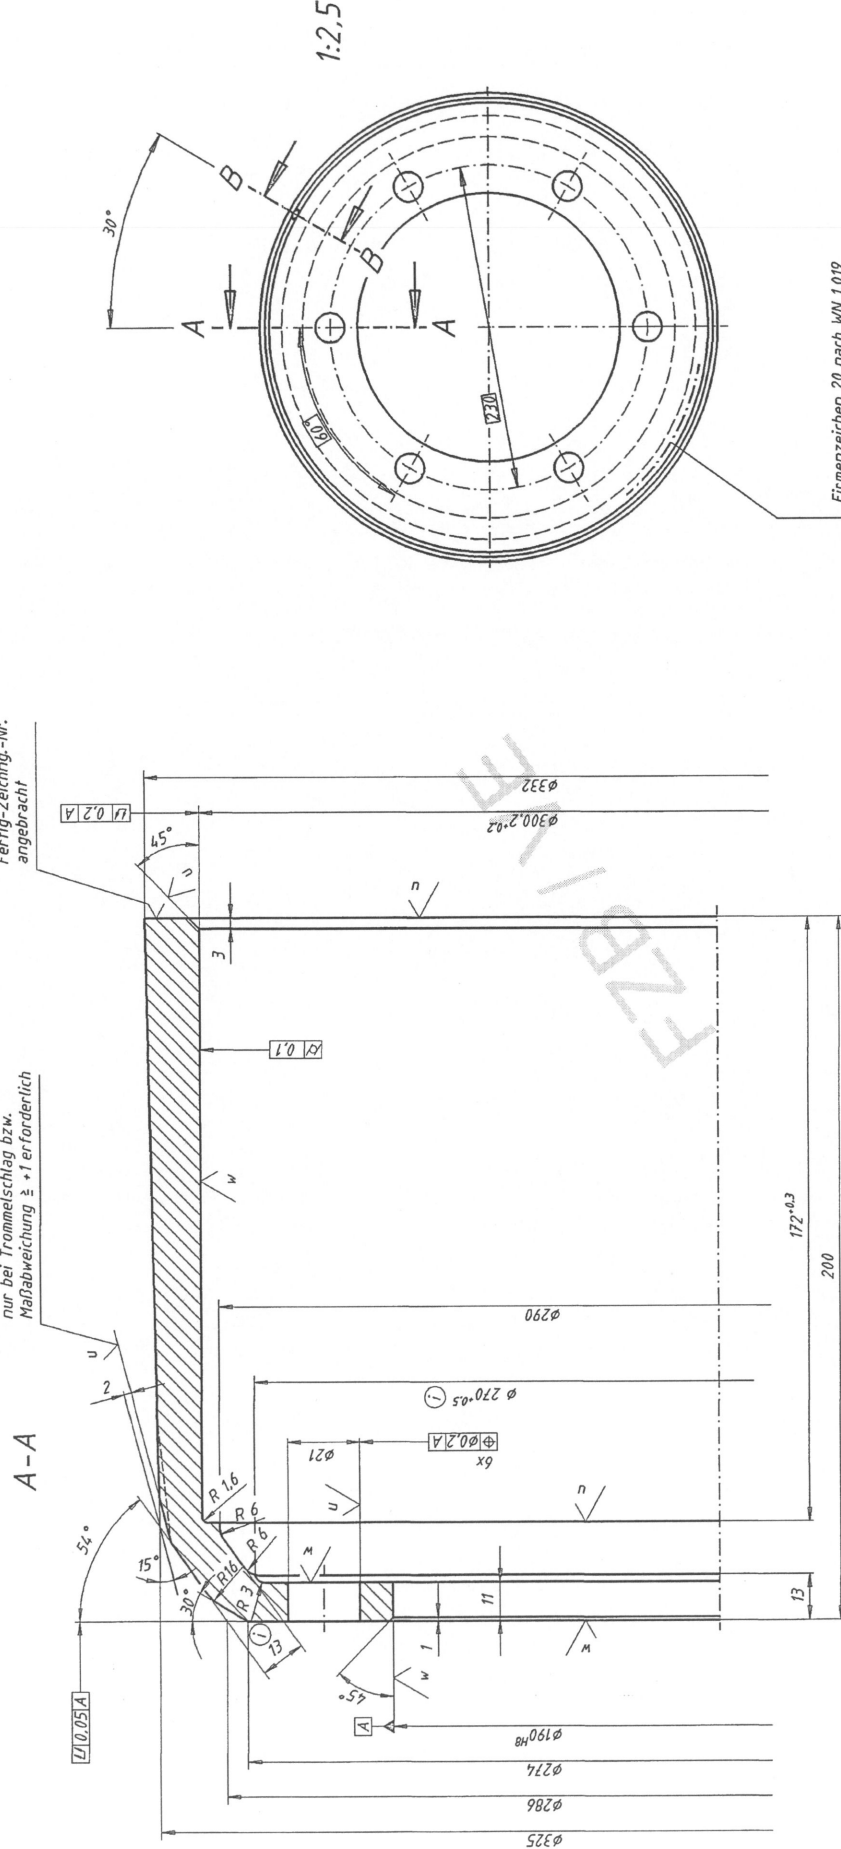 1:2,5
30°
B
B
A
A
60°
230
Firmenzeichen 20 nach WN 1 019
Fertig-Zeichng.-Nr.
angebracht
nur bei Trommelschlag bzw.
Maßabweichung ≧ +1 erforderlich
A-A
0,2 A
45°
u
ø332
ø300,2+0,2
3
u
0,1
w
FZB / VE
u
2
54°
15°
30°
R 1,6
R 6
R 6
R16
R 3
i
13
ø290
ø 270+0,5
i
ø21
6x
ø0,2 A
u
w
u
172+0,3
200
11
1
13
w
w
45°
0,05 A
A
ø190H8
ø274
ø286
ø325